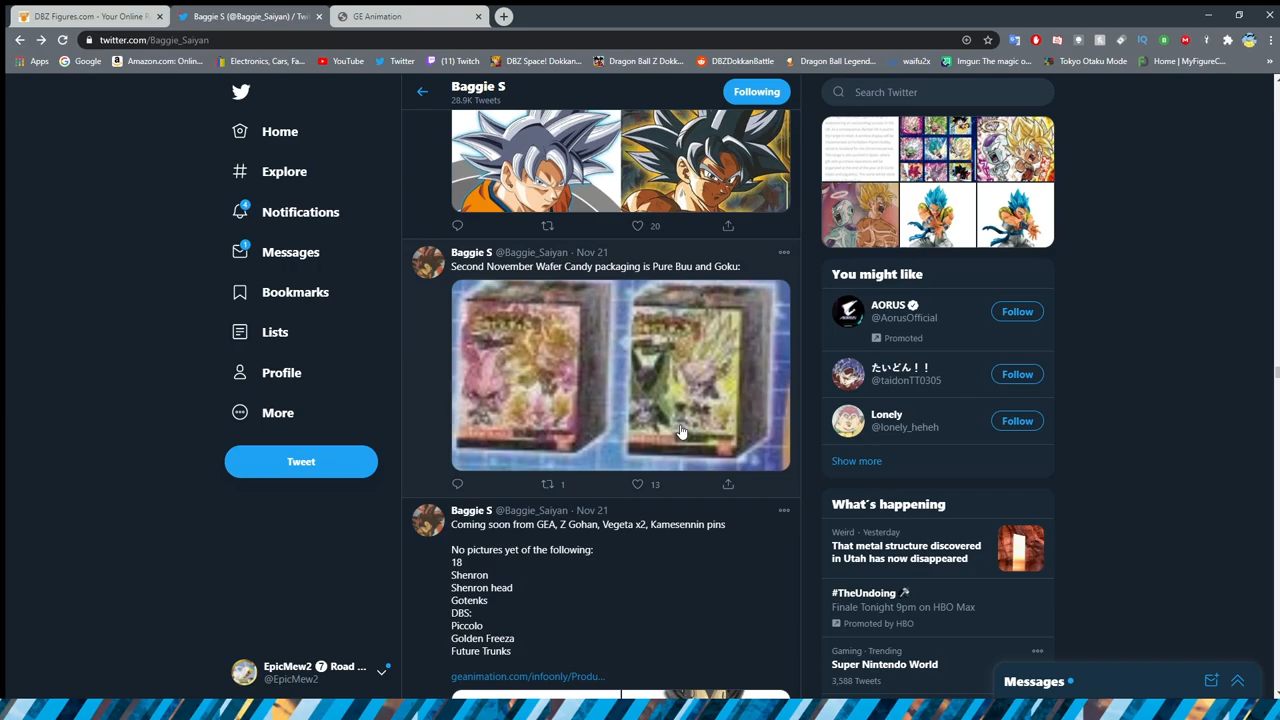 DBZ Figures.com - Your Online R
Baggie S (@Baggie_Saiyan) / Twi
GE Animation
twitter.com/Baggie_Saiyan
Apps
Google
Amazon.com: Onlin...
Electronics, Cars, Fa...
YouTube
Twitter
(11) Twitch
DBZ Space! Dokkan...
Dragon Ball Z Dokk...
DBZDokkanBattle
Dragon Ball Legend...
waifu2x
Imgur: The magic o...
Tokyo Otaku Mode
Home | MyFigureC...
Baggie S
28.9K Tweets
Following
Search Twitter
Home
Explore
4
Notifications
1
Messages
Bookmarks
Lists
Profile
More
Tweet
20
Baggie S @Baggie_Saiyan · Nov 21
Second November Wafer Candy packaging is Pure Buu and Goku:
1
13
Baggie S @Baggie_Saiyan · Nov 21
Coming soon from GEA, Z Gohan, Vegeta x2, Kamesennin pins
No pictures yet of the following:
18
Shenron
Shenron head
Gotenks
DBS:
Piccolo
Golden Freeza
Future Trunks
geanimation.com/infoonly/Produ...
You might like
AORUS
@AorusOfficial
Promoted
Follow
たいどん！！
@taidonTT0305
Follow
Lonely
@lonely_heheh
Follow
Show more
What's happening
Weird · Yesterday
That metal structure discovered
in Utah has now disappeared
#TheUndoing
Finale Tonight 9pm on HBO Max
Promoted by HBO
Gaming · Trending
Super Nintendo World
3,588 Tweets
EpicMew2 7 Road ...
@EpicMew2
Messages